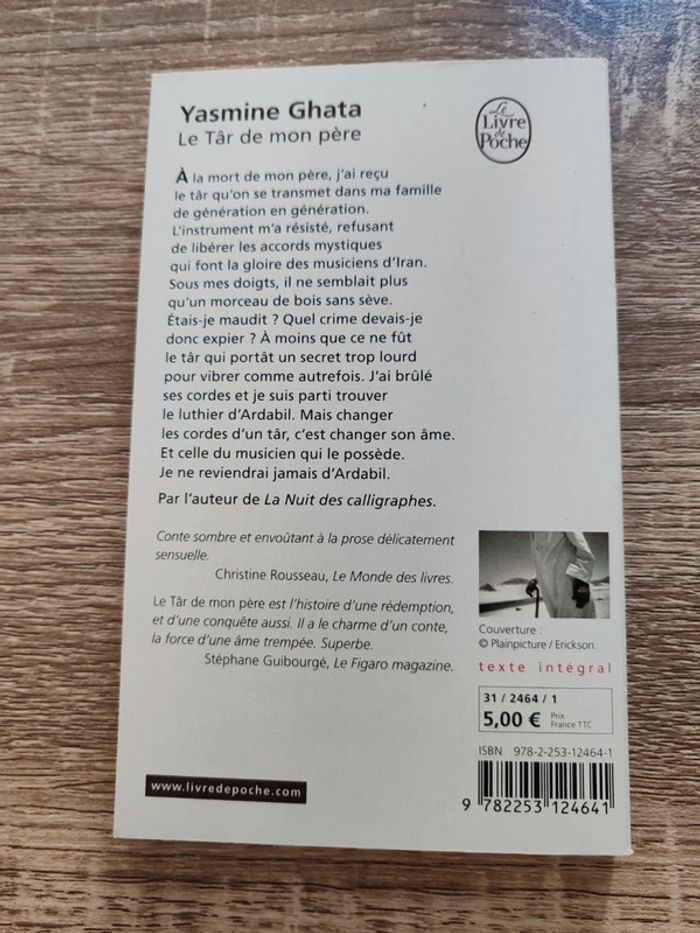 Yasmine Ghata
Le Târ de mon père
Le
Livre
de
Poche
À la mort de mon père, j'ai reçu
le târ qu'on se transmet dans ma famille
de génération en génération.
L'instrument m'a résisté, refusant
de libérer les accords mystiques
qui font la gloire des musiciens d'Iran.
Sous mes doigts, il ne semblait plus
qu'un morceau de bois sans sève.
Étais-je maudit ? Quel crime devais-je
donc expier ? À moins que ce ne fût
le târ qui portât un secret trop lourd
pour vibrer comme autrefois. J'ai brûlé
ses cordes et je suis parti trouver
le luthier d'Ardabil. Mais changer
les cordes d'un târ, c'est changer son âme.
Et celle du musicien qui le possède.
Je ne reviendrai jamais d'Ardabil.
Par l'auteur de La Nuit des calligraphes.
Conte sombre et envoûtant à la prose délicatement
sensuelle.
Christine Rousseau, Le Monde des livres.
Le Târ de mon père est l'histoire d'une rédemption,
et d'une conquête aussi. Il a le charme d'un conte,
la force d'une âme trempée. Superbe.
Stéphane Guibourgé, Le Figaro magazine.
Couverture :
© Plainpicture / Erickson.
texte intégral
31 / 2464 / 1
5,00 € Prix
France TTC
ISBN 978-2-253-12464-1
9 782253 124641
www.livredepoche.com